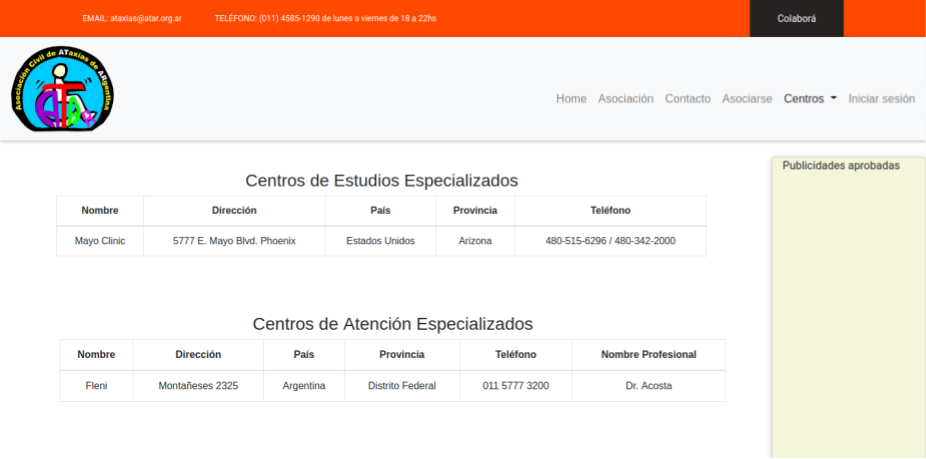 EMAIL: ataxias@atar.org.ar TELÉFONO: (011) 4585-1290 de lunes a viernes de 18 a 22hs Colaborá
Asociación Civil de ATaxias de ARgentina
ATAR
Home Asociación Contacto Asociarse Centros Iniciar sesión
Publicidades aprobadas
Centros de Estudios Especializados
Nombre Dirección País Provincia Teléfono
Mayo Clinic 5777 E. Mayo Blvd. Phoenix Estados Unidos Arizona 480-515-6296 / 480-342-2000
Centros de Atención Especializados
Nombre Dirección País Provincia Teléfono Nombre Profesional
Fleni Montañeses 2325 Argentina Distrito Federal 011 5777 3200 Dr. Acosta